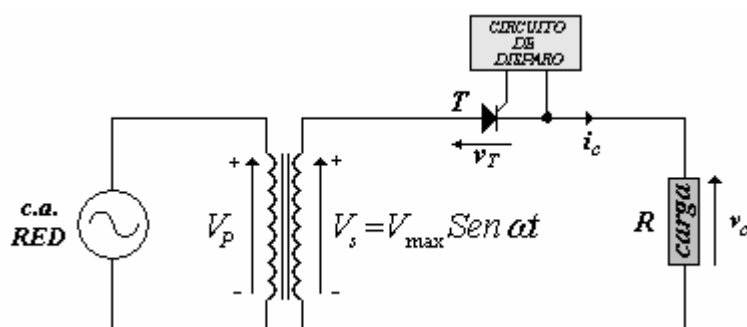 CIRCUITO
DE
DISPARO
T
v_T
i_c
c.a.
RED
+
V_P
-
+
V_s = V_max Sen ωt
-
R
carga
v_c